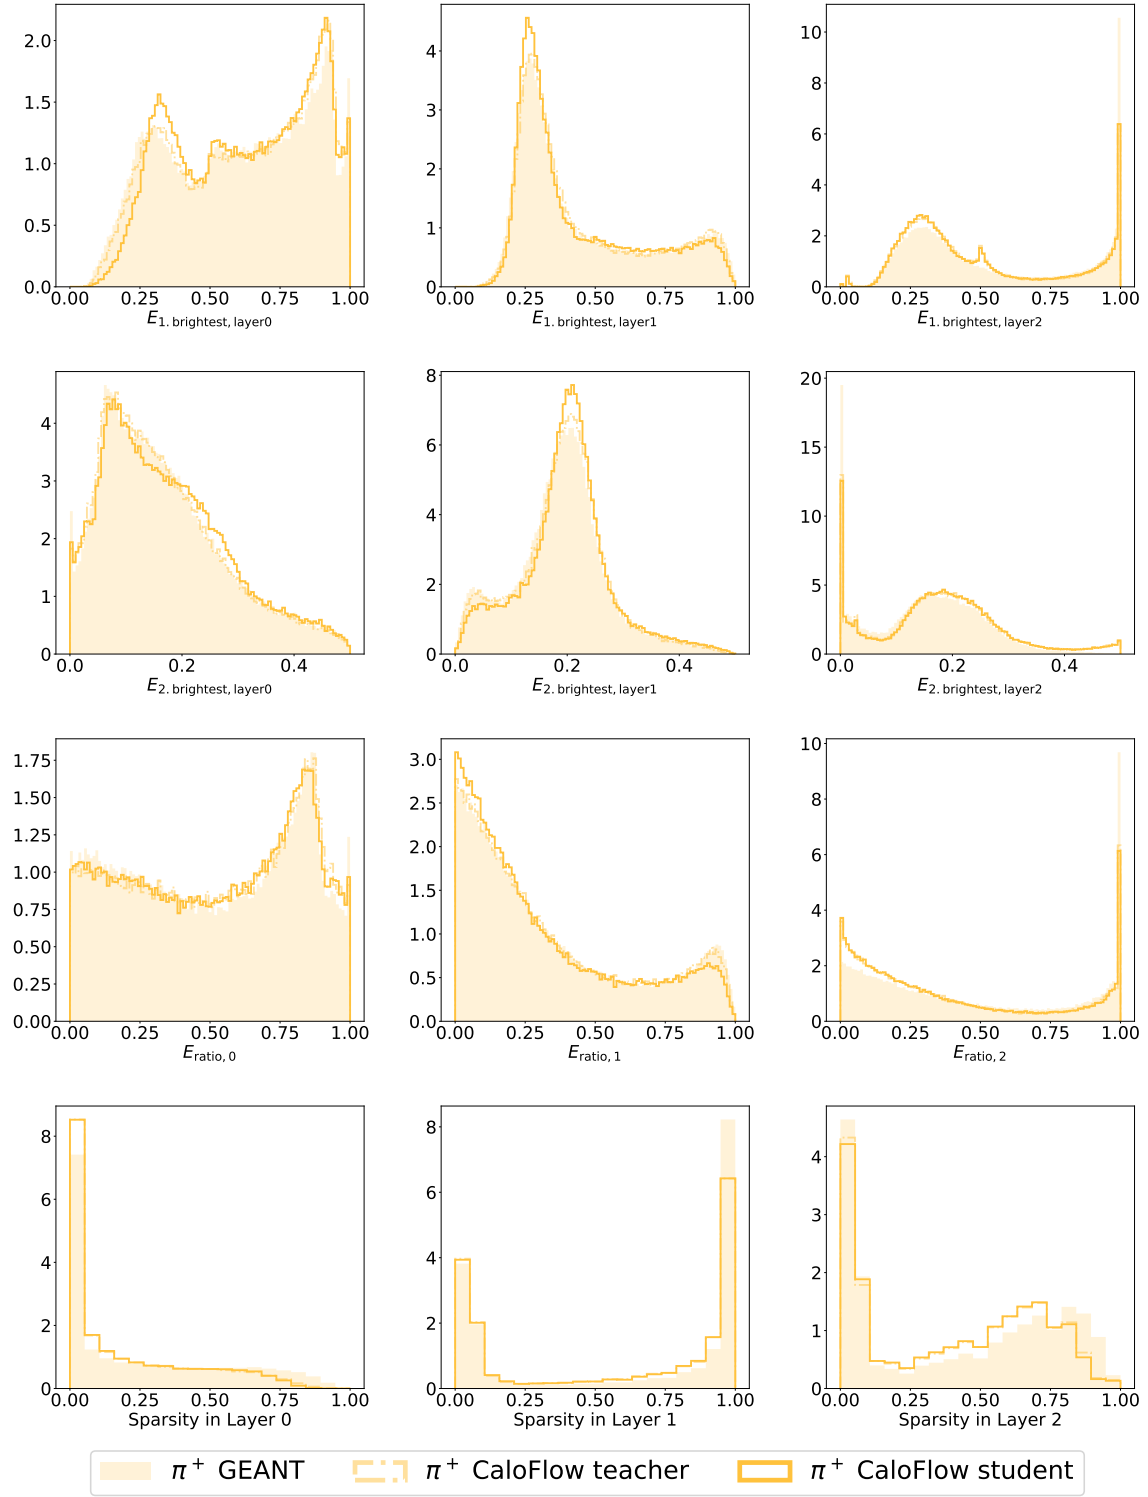 2.0
1.5
1.0
0.5
0.0
0.00 0.25 0.50 0.75 1.00
E1. brightest, layer0
4
3
2
1
0
0.00 0.25 0.50 0.75 1.00
E1. brightest, layer1
10
8
6
4
2
0
0.00 0.25 0.50 0.75 1.00
E1. brightest, layer2
4
3
2
1
0
0.0 0.2 0.4
E2. brightest, layer0
8
6
4
2
0
0.0 0.2 0.4
E2. brightest, layer1
20
15
10
5
0
0.0 0.2 0.4
E2. brightest, layer2
1.75
1.50
1.25
1.00
0.75
0.50
0.25
0.00
0.00 0.25 0.50 0.75 1.00
Eratio, 0
3.0
2.5
2.0
1.5
1.0
0.5
0.0
0.00 0.25 0.50 0.75 1.00
Eratio, 1
10
8
6
4
2
0
0.00 0.25 0.50 0.75 1.00
Eratio, 2
8
6
4
2
0
0.00 0.25 0.50 0.75 1.00
Sparsity in Layer 0
8
6
4
2
0
0.00 0.25 0.50 0.75 1.00
Sparsity in Layer 1
4
3
2
1
0
0.00 0.25 0.50 0.75 1.00
Sparsity in Layer 2
π+ GEANT π+ CaloFlow teacher π+ CaloFlow student